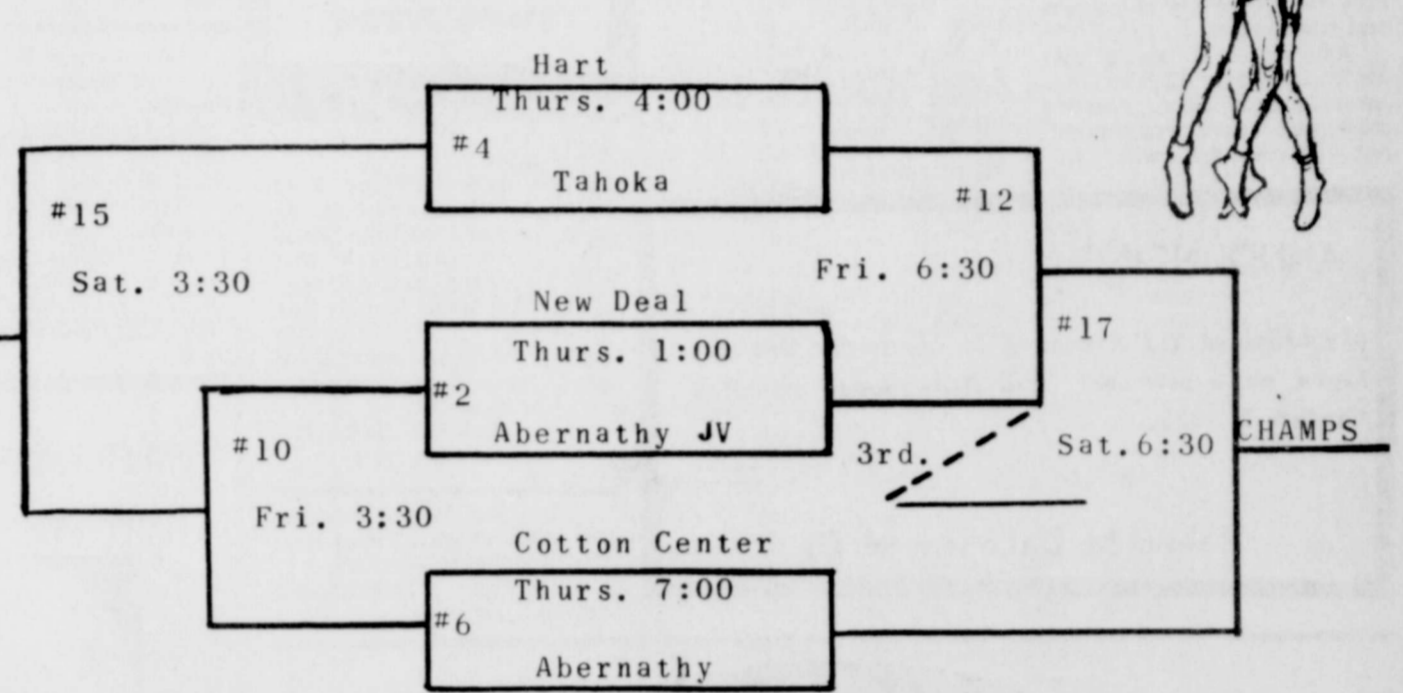 Hart
Thurs. 4:00
#4
Tahoka
#12
#15
Fri. 6:30
Sat. 3:30
New Deal
#17
Thurs. 1:00
#2
Abernathy JV
CHAMPS
#10
3rd.
Sat. 6:30
Fri. 3:30
Cotton Center
Thurs. 7:00
#6
Abernathy